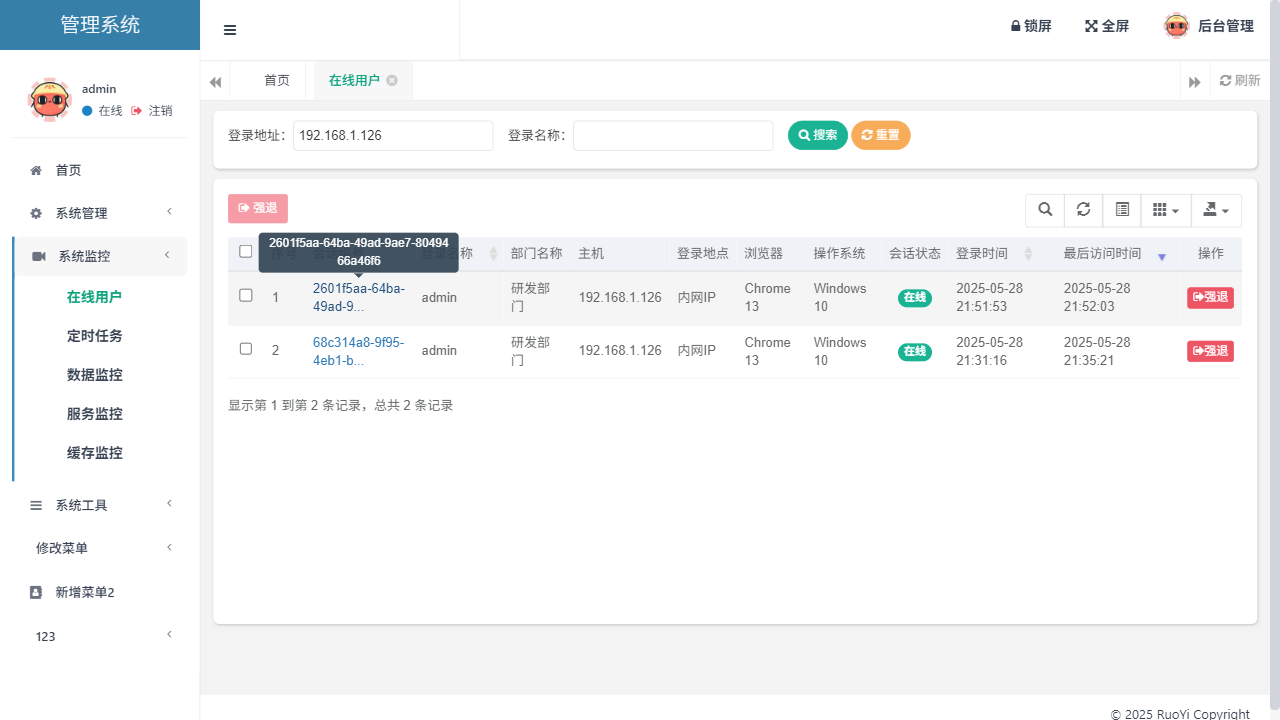 管理系统
锁屏
全屏
后台管理
admin
在线
注销
首页
在线用户
刷新
登录地址：
192.168.1.126
登录名称：
搜索
重置
首页
系统管理
系统监控
在线用户
定时任务
数据监控
服务监控
缓存监控
系统工具
修改菜单
新增菜单2
123
强退
2601f5aa-64ba-49ad-9ae7-80494
66a46f6
部门名称
主机
登录地点
浏览器
操作系统
会话状态
登录时间
最后访问时间
操作
1
2601f5aa-64ba-
49ad-9...
admin
研发部
门
192.168.1.126
内网IP
Chrome
13
Windows
10
在线
2025-05-28
21:51:53
2025-05-28
21:52:03
强退
2
68c314a8-9f95-
4eb1-b...
admin
研发部
门
192.168.1.126
内网IP
Chrome
13
Windows
10
在线
2025-05-28
21:31:16
2025-05-28
21:35:21
强退
显示第 1 到第 2 条记录，总共 2 条记录
© 2025 RuoYi Copyright